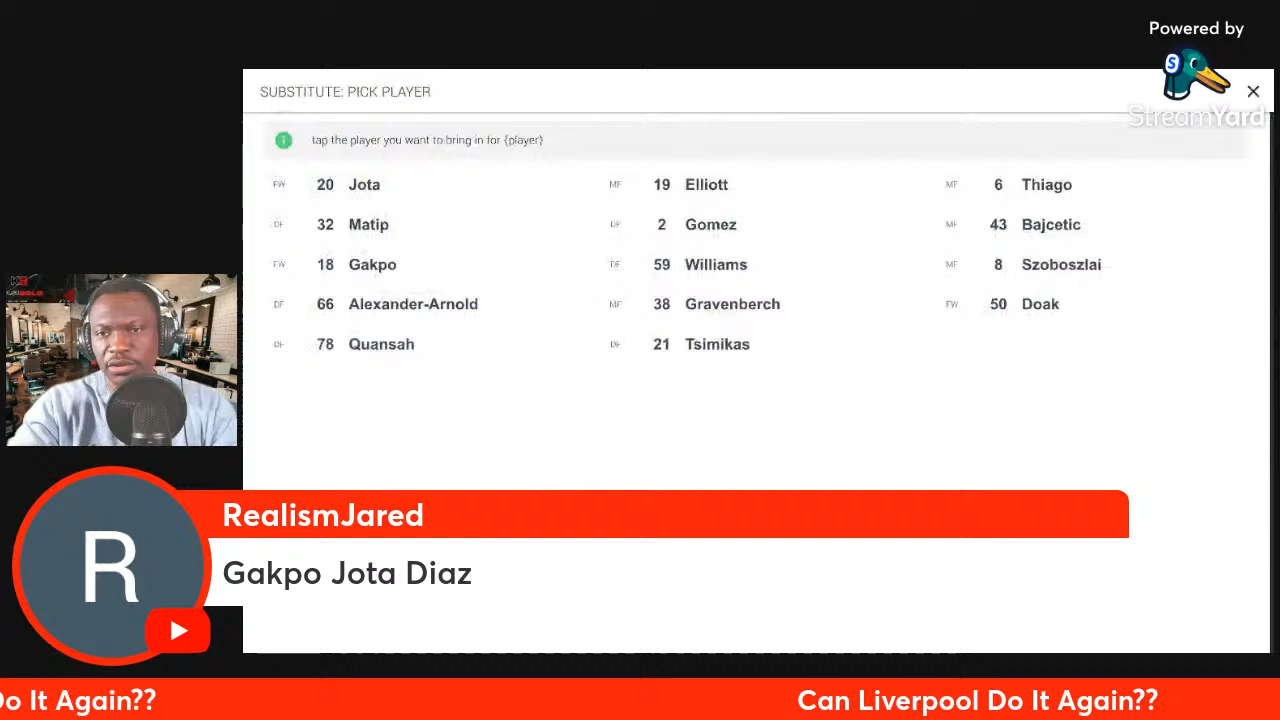 Powered by
StreamYard
SUBSTITUTE: PICK PLAYER
tap the player you want to bring in for {player}
FW 20 Jota
MF 19 Elliott
MF 6 Thiago
DF 32 Matip
DF 2 Gomez
MF 43 Bajcetic
FW 18 Gakpo
DF 59 Williams
MF 8 Szoboszlai
DF 66 Alexander-Arnold
MF 38 Gravenberch
FW 50 Doak
DF 78 Quansah
DF 21 Tsimikas
R
RealismJared
Gakpo Jota Diaz
Do It Again??
Can Liverpool Do It Again??